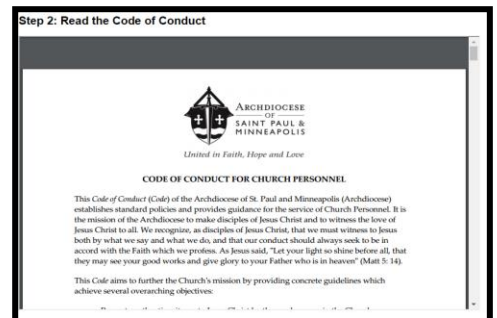 Step 2: Read the Code of Conduct
ARCHDIOCESE
OF
SAINT PAUL &
MINNEAPOLIS
United in Faith, Hope and Love
CODE OF CONDUCT FOR CHURCH PERSONNEL
This Code of Conduct (Code) of the Archdiocese of St. Paul and Minneapolis (Archdiocese)
establishes standard policies and provides guidance for the service of Church Personnel. It is
the mission of the Archdiocese to make disciples of Jesus Christ and to witness the love of
Jesus Christ to all. We recognize, as disciples of Jesus Christ, that we must witness to Jesus
both by what we say and what we do, and that our conduct should always seek to be in
accord with the Faith which we profess. As Jesus said, "Let your light so shine before all, that
they may see your good works and give glory to your Father who is in heaven" (Matt 5: 14).
This Code aims to further the Church's mission by providing concrete guidelines which
achieve several overarching objectives: